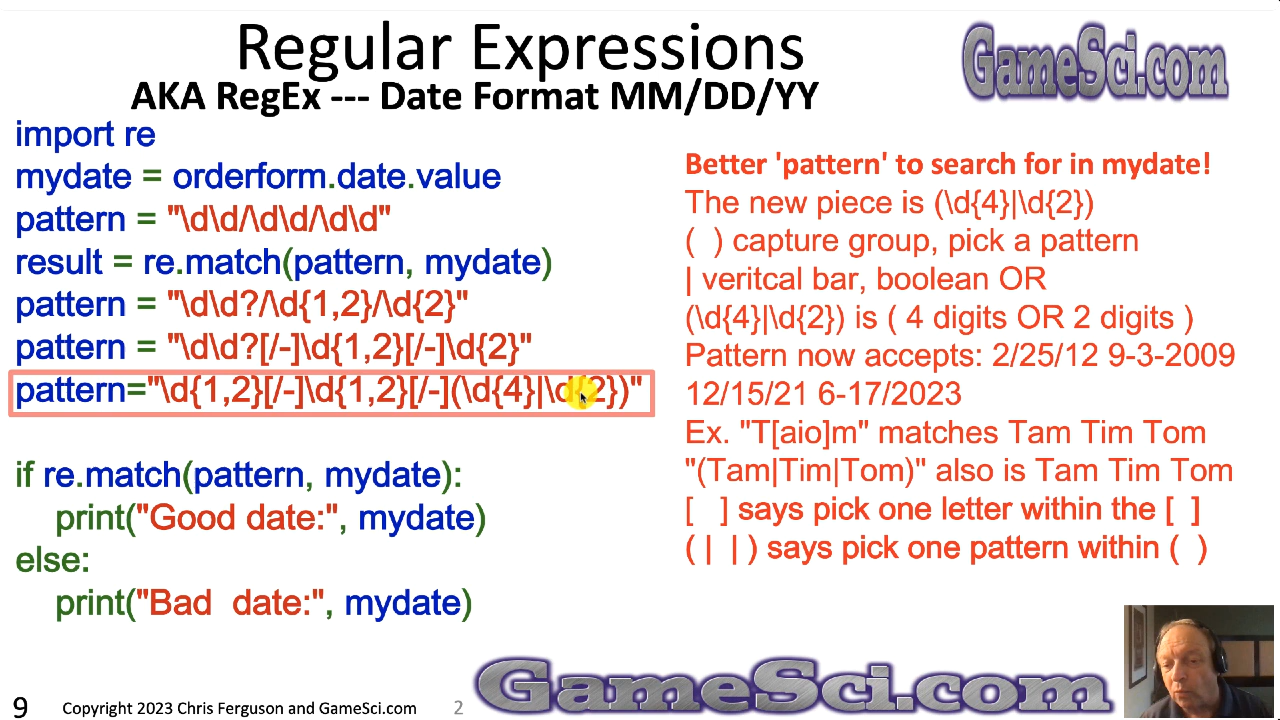 Regular Expressions
AKA RegEx --- Date Format MM/DD/YY
GameSci.com
import re
mydate = orderform.date.value
pattern = "\d\d/\d\d/\d\d"
result = re.match(pattern, mydate)
pattern = "\d\d?/\d{1,2}/\d{2}"
pattern = "\d\d?[/-]\d{1,2}[/-]\d{2}"
pattern="\d{1,2}[/-]\d{1,2}[/-](\d{4}|\d{2})"
if re.match(pattern, mydate):
print("Good date:", mydate)
else:
print("Bad  date:", mydate)
Better 'pattern' to search for in mydate!
The new piece is (\d{4}|\d{2})
(  ) capture group, pick a pattern
| veritcal bar, boolean OR
(\d{4}|\d{2}) is ( 4 digits OR 2 digits )
Pattern now accepts: 2/25/12 9-3-2009
12/15/21 6-17/2023
Ex. "T[aio]m" matches Tam Tim Tom
"(Tam|Tim|Tom)" also is Tam Tim Tom
[   ] says pick one letter within the [  ]
( |  | ) says pick one pattern within (  )
9
Copyright 2023 Chris Ferguson and GameSci.com
2
GameSci.com